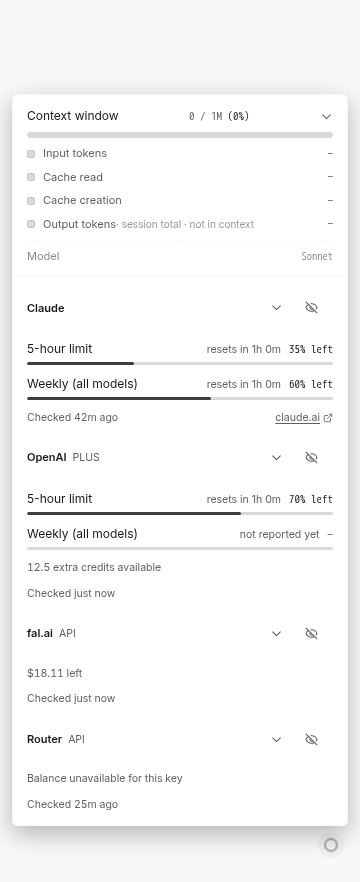 Context window 0 / 1M (0%)
Input tokens –
Cache read –
Cache creation –
Output tokens · session total · not in context –
Model Sonnet
Claude
5-hour limit resets in 1h 0m 35% left
Weekly (all models) resets in 1h 0m 60% left
Checked 42m ago claude.ai
OpenAI PLUS
5-hour limit resets in 1h 0m 70% left
Weekly (all models) not reported yet –
12.5 extra credits available
Checked just now
fal.ai API
$18.11 left
Checked just now
Router API
Balance unavailable for this key
Checked 25m ago